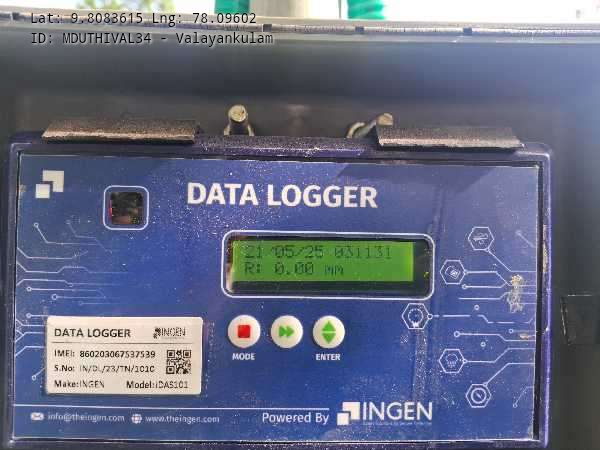 Lat: 9.8083615 Lng: 78.09602
ID: MDUTHIVAL34 - Valayankulam
DATA LOGGER
21/05/25 031131
R: 0.00 mm
MODE
ENTER
DATA LOGGER
INGEN
IMEI: 860203067537539
S.No: IN/DL/23/TN/1010
Make:INGEN Model:iDAS101
info@theingen.com
www.theingen.com
Powered By INGEN